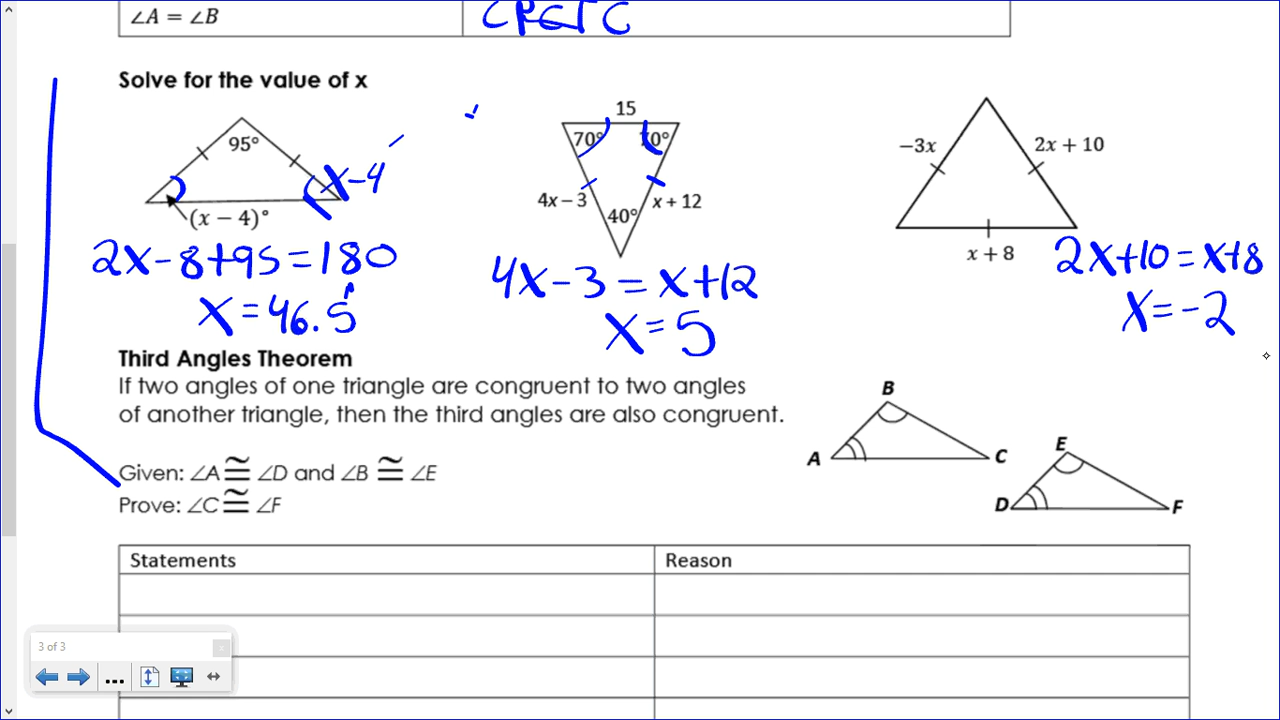 ∠A = ∠B
CPCTC
Solve for the value of x
95°
x-4
(x − 4)°
2x-8+95=180
x=46.5
15
70°
70°
4x − 3
x + 12
40°
4x-3=x+12
x=5
−3x
2x + 10
x + 8
2x+10=x+8
x=-2
Third Angles Theorem
If two angles of one triangle are congruent to two angles
of another triangle, then the third angles are also congruent.
Given: ∠A ≅ ∠D and ∠B ≅ ∠E
Prove: ∠C ≅ ∠F
B
A
C
E
D
F
Statements
Reason
3 of 3